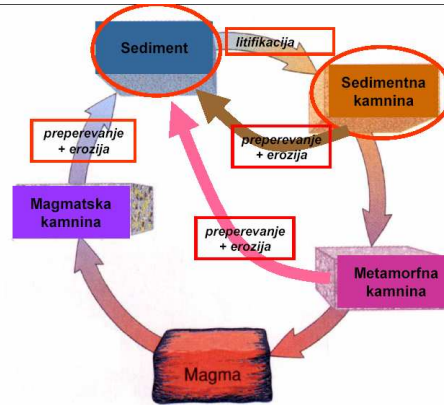 Sediment
litifikacija
Sedimentna
kamnina
preperevanje
+ erozija
preperevanje
+ erozija
Magmatska
kamnina
preperevanje
+ erozija
Metamorfna
kamnina
Magma